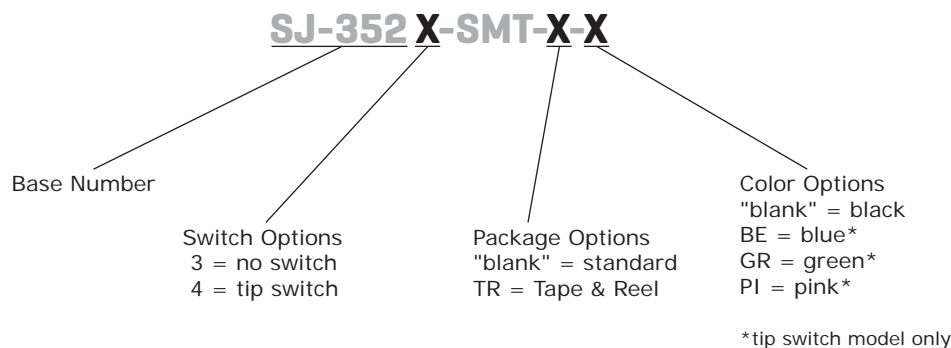 SJ-352X-SMT-X-X
Base Number
Switch Options
3 = no switch
4 = tip switch
Package Options
"blank" = standard
TR = Tape & Reel
Color Options
"blank" = black
BE = blue*
GR = green*
PI = pink*
*tip switch model only